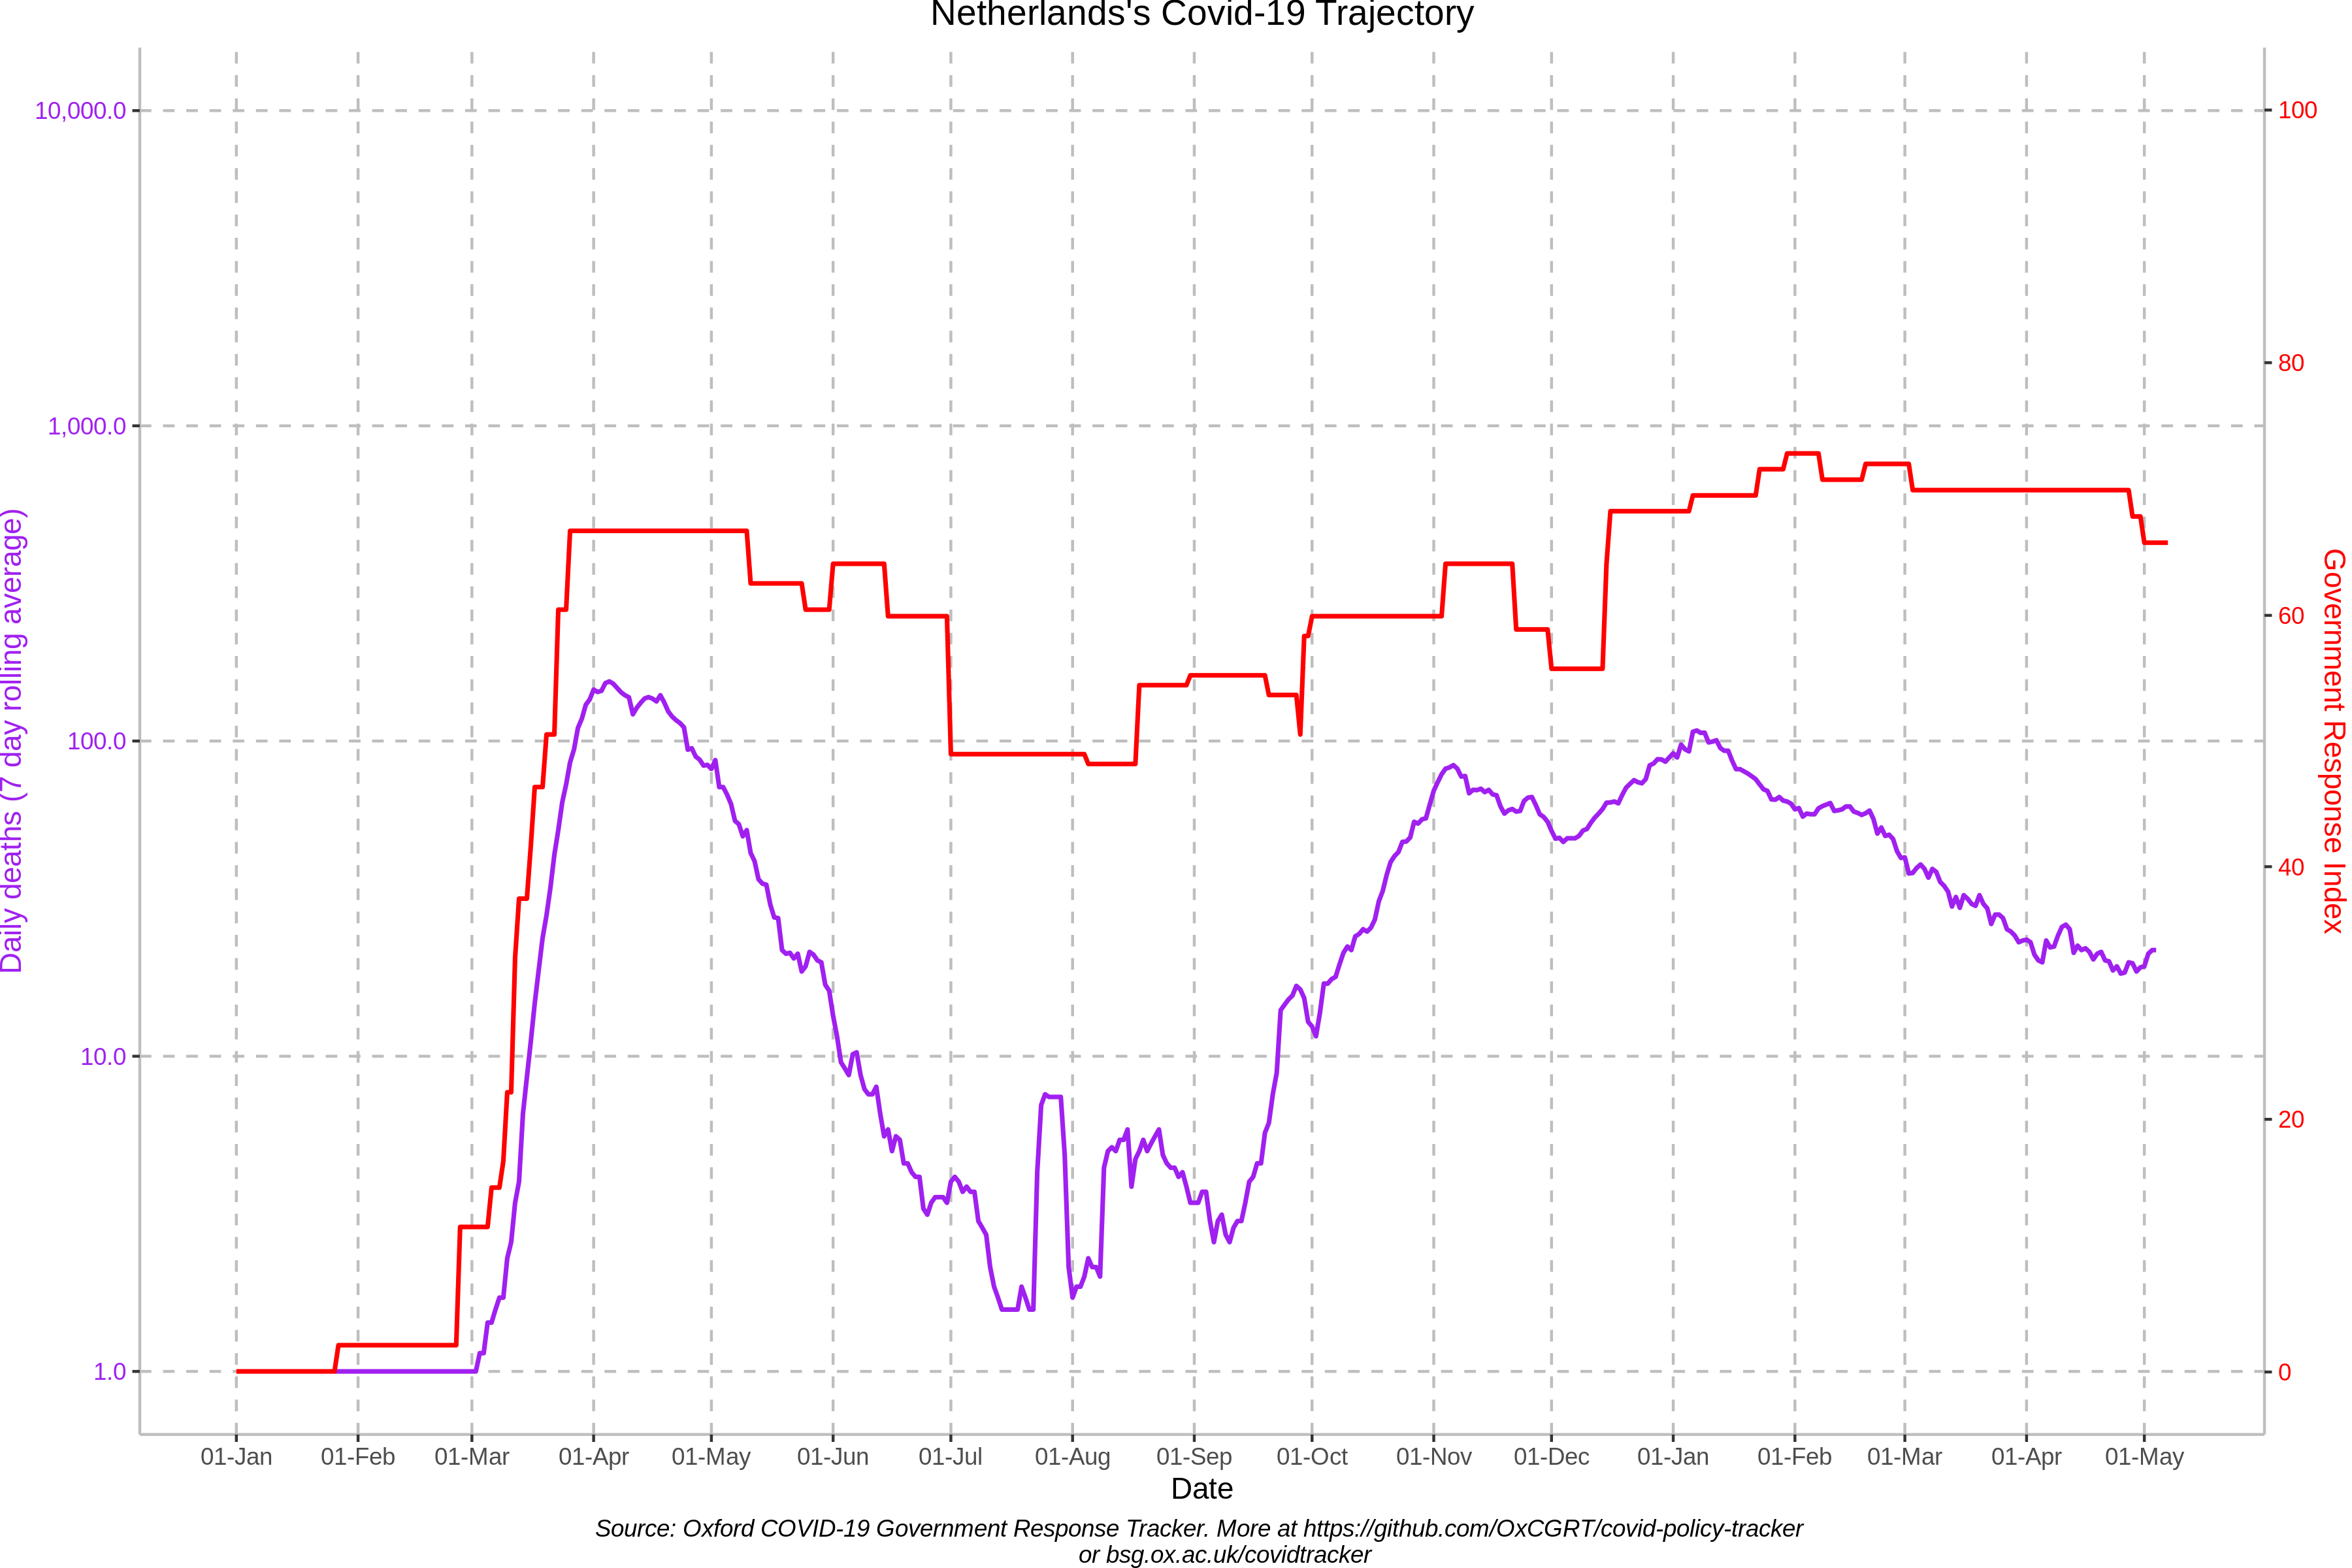 Netherlands's Covid-19 Trajectory
10,000.0
1,000.0
100.0
10.0
1.0
Daily deaths (7 day rolling average)
100
80
60
40
20
0
Government Response Index
01-Jan 01-Feb 01-Mar 01-Apr 01-May 01-Jun 01-Jul 01-Aug 01-Sep 01-Oct 01-Nov 01-Dec 01-Jan 01-Feb 01-Mar 01-Apr 01-May
Date
Source: Oxford COVID-19 Government Response Tracker. More at https://github.com/OxCGRT/covid-policy-tracker
or bsg.ox.ac.uk/covidtracker